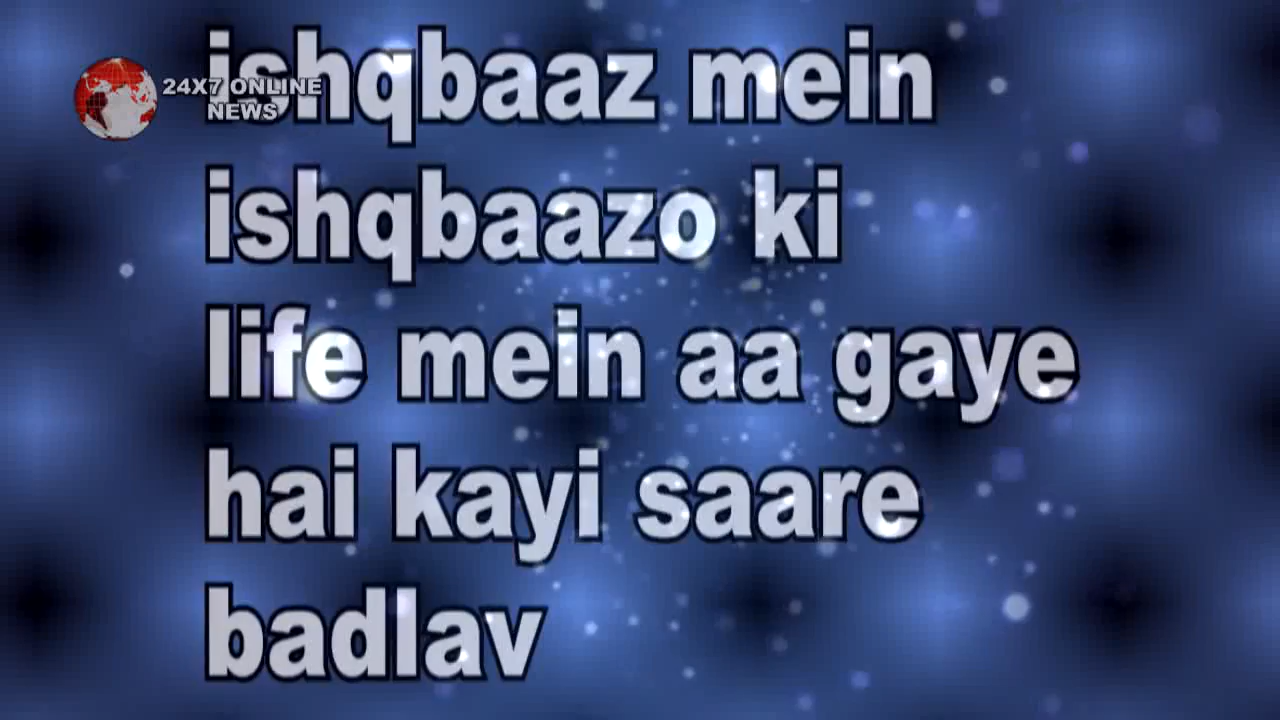 ishqbaaz mein
24X7 ONLINE
NEWS
ishqbaazo ki
life mein aa gaye
hai kayi saare
badlav